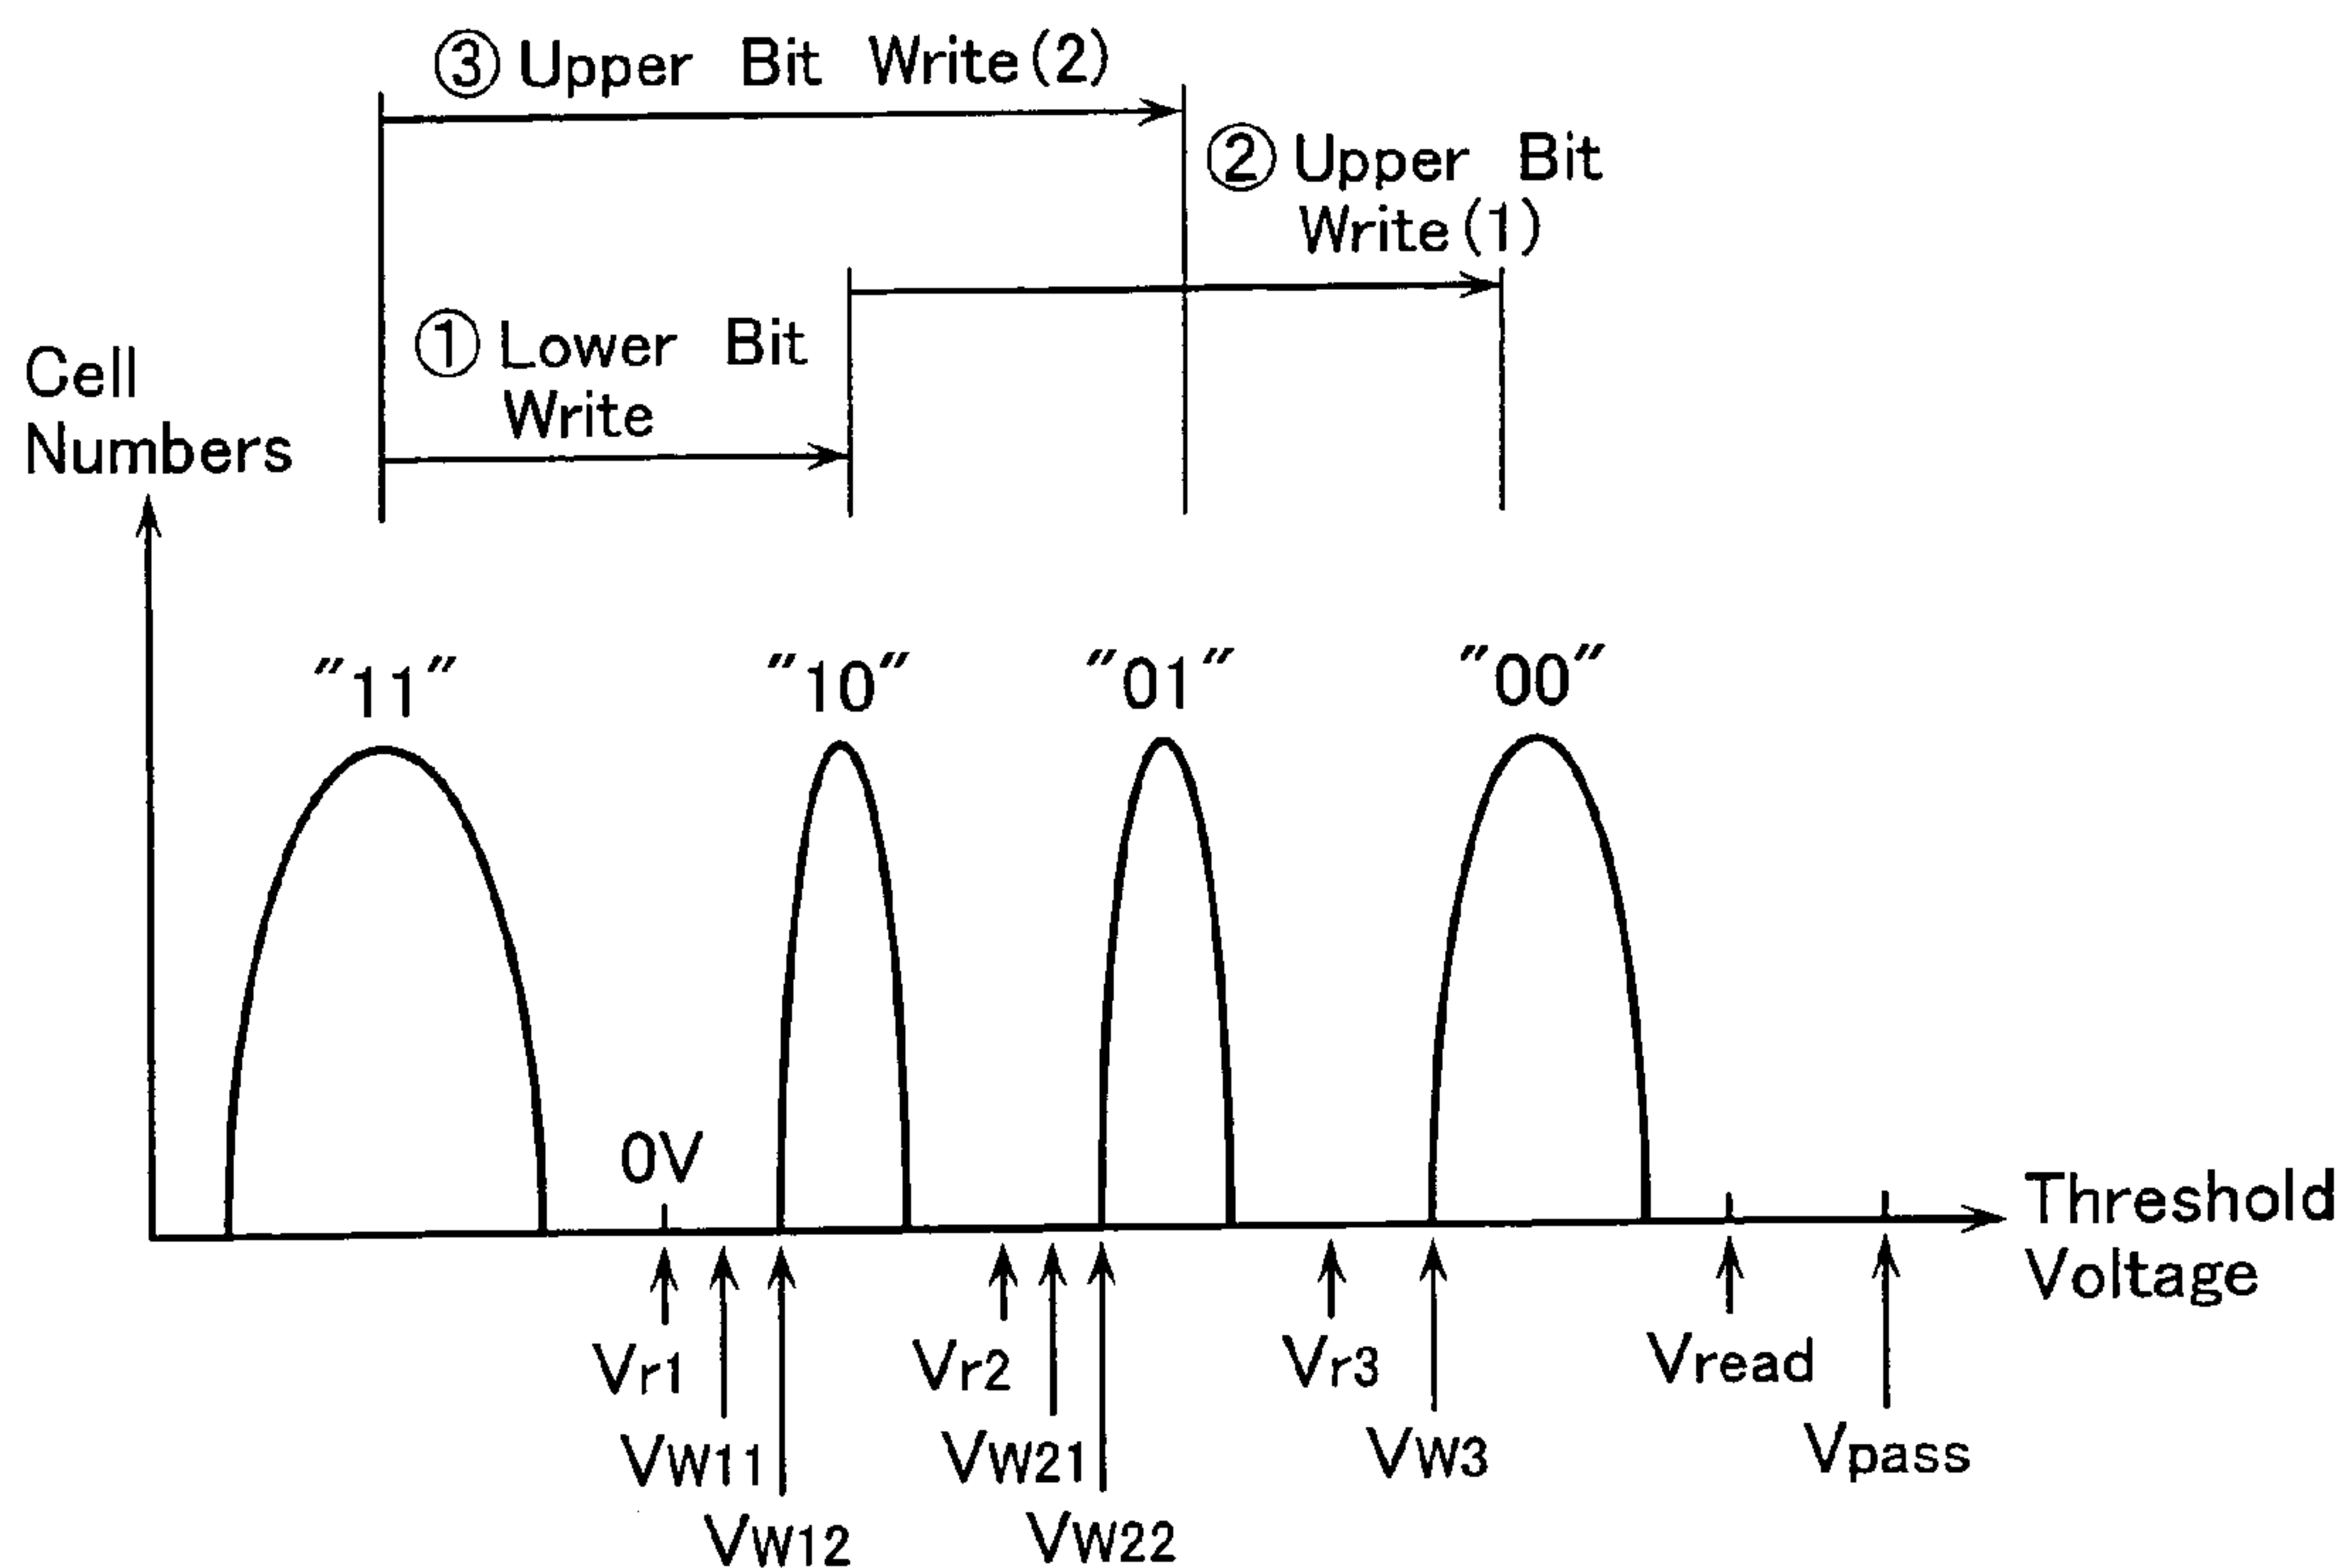 ③ Upper Bit Write(2)
② Upper Bit
Write(1)
① Lower Bit
Write
Cell
Numbers
″11″
″10″
″01″
″00″
0V
Threshold
Voltage
Vr1
Vr2
Vr3
Vread
VW11
VW21
VW3
Vpass
VW12
VW22